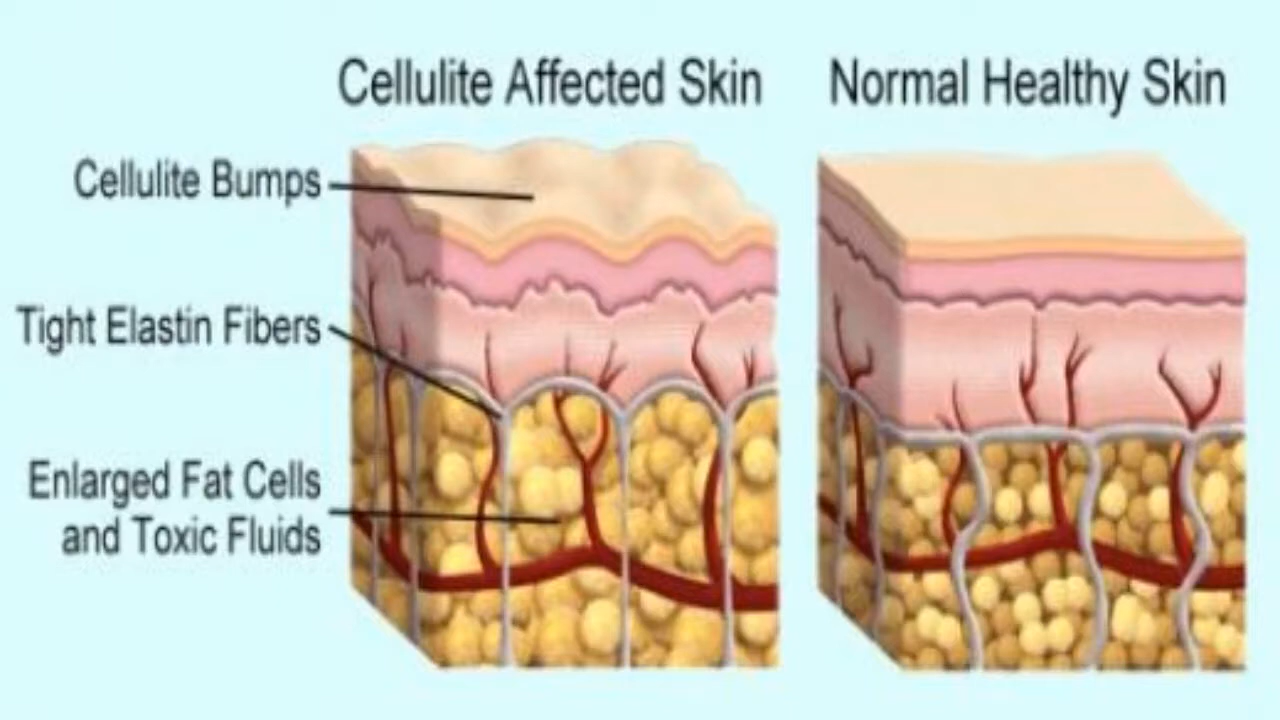 Cellulite Affected Skin
Normal Healthy Skin
Cellulite Bumps
Tight Elastin Fibers
Enlarged Fat Cells
and Toxic Fluids